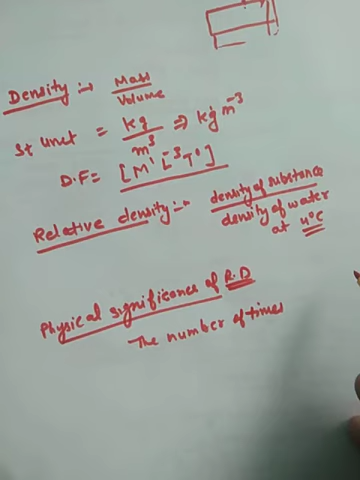 Density :- Mass
Volume
SI unit = kg / m³ ⇒ kg m⁻³
D.F = [M¹ L⁻³ T⁰]
Relative density :- density of substance
density of water
at 4°C
Physical significance of R.D
The number of times